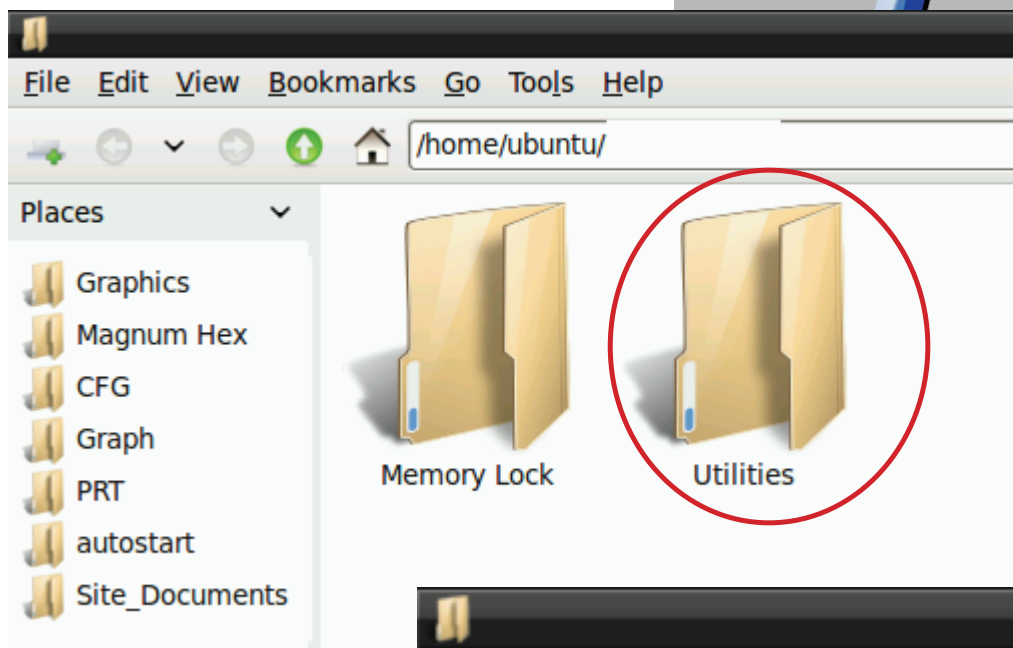 File Edit View Bookmarks Go Tools Help
/home/ubuntu/
Places
Graphics
Magnum Hex
CFG
Graph
PRT
autostart
Site_Documents
Memory Lock
Utilities